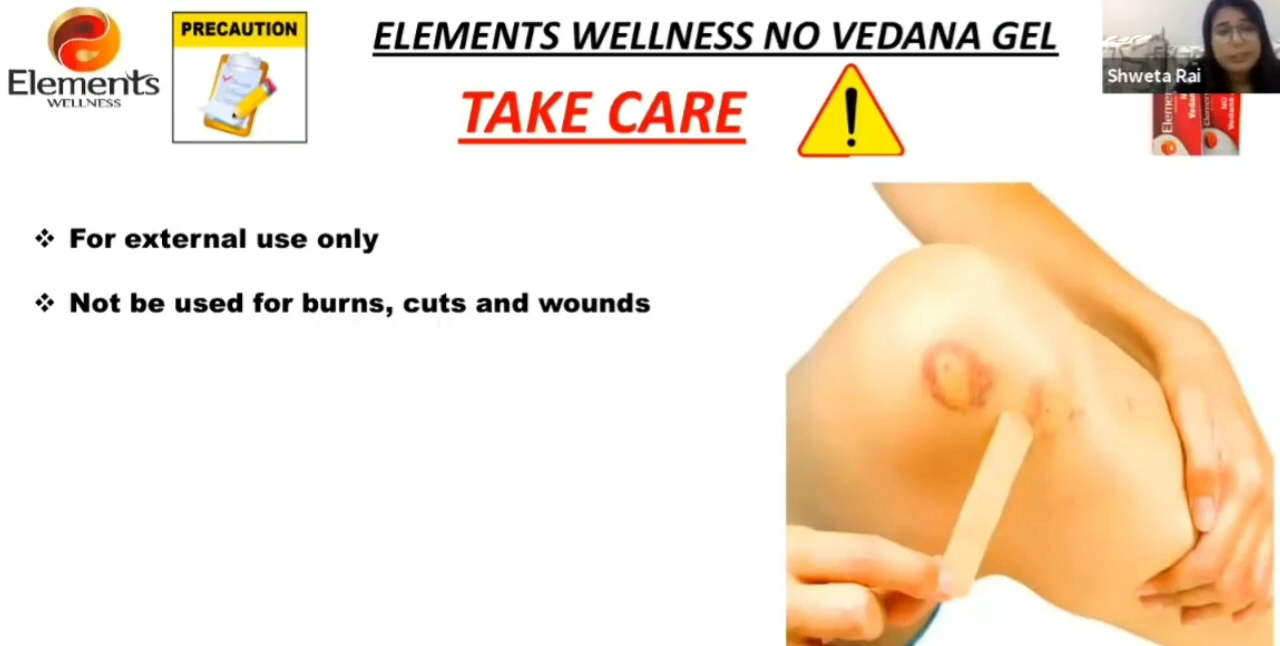 Elements
WELLNESS
PRECAUTION
ELEMENTS WELLNESS NO VEDANA GEL
TAKE CARE
!
Shweta Rai
❖ For external use only
❖ Not be used for burns, cuts and wounds